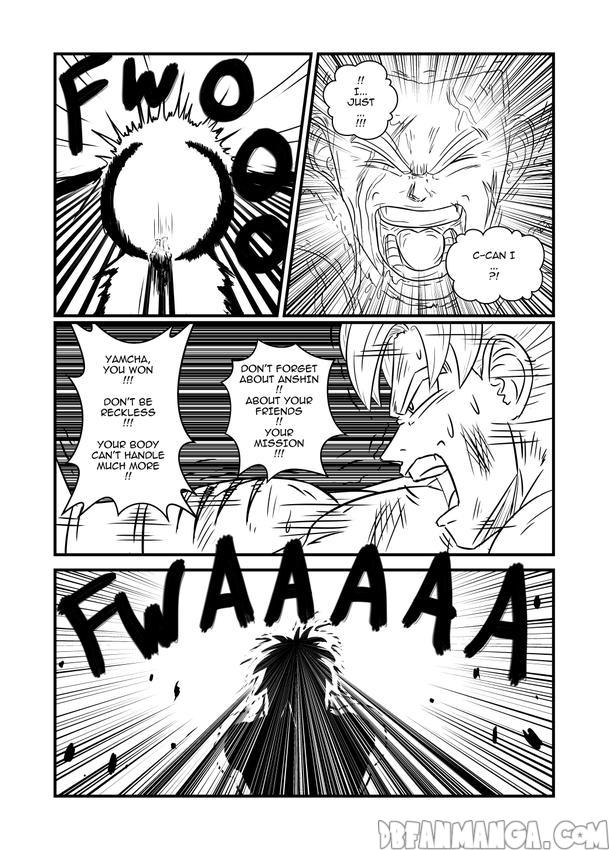 FWOOOO
!!
I...
JUST
...
!!!
C-CAN I
...
?!
YAMCHA,
YOU WON
!!!
DON'T BE
RECKLESS
!!!
YOUR BODY
CAN'T HANDLE
MUCH MORE
!!
DON'T FORGET
ABOUT ANSHIN
!!
ABOUT YOUR
FRIENDS
!!
YOUR
MISSION
!!!
FWAAAAAA
DBFANMANGA.COM